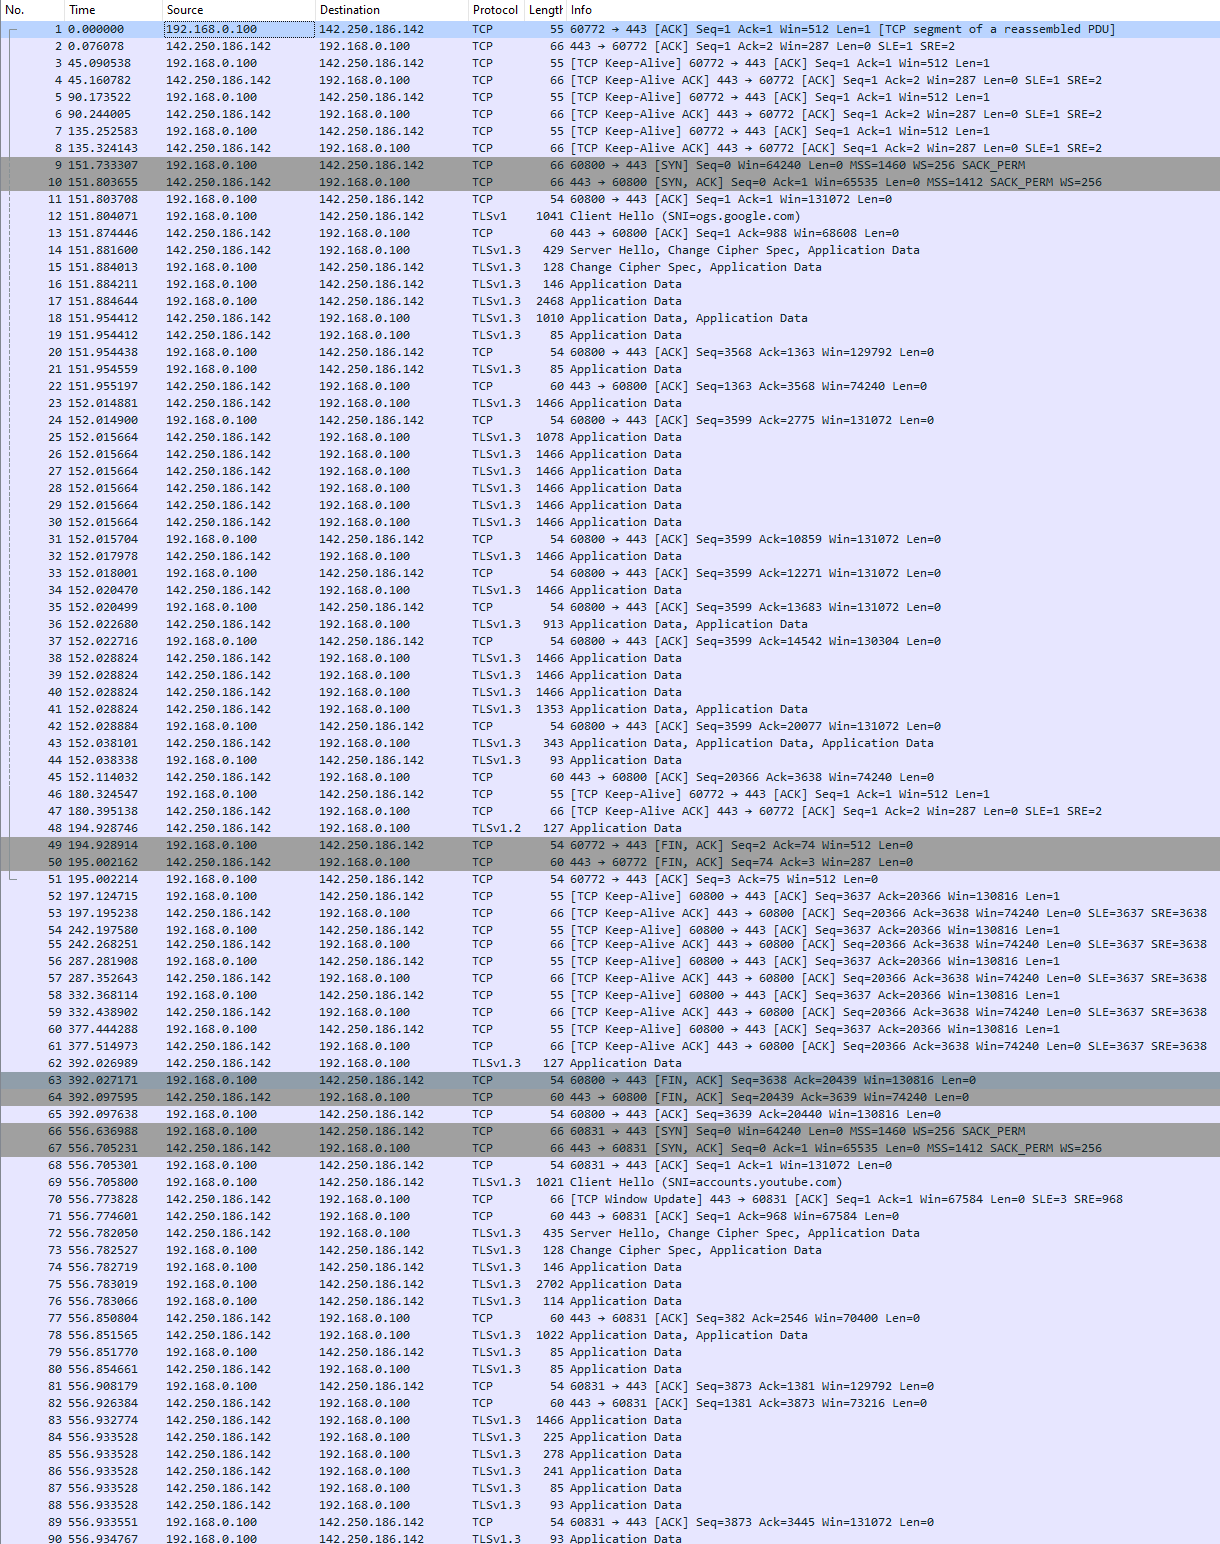 No. Time Source Destination Protocol Length Info
1 0.000000 192.168.0.100 142.250.186.142 TCP 55 60772 → 443 [ACK] Seq=1 Ack=1 Win=512 Len=1 [TCP segment of a reassembled PDU]
2 0.076078 142.250.186.142 192.168.0.100 TCP 66 443 → 60772 [ACK] Seq=1 Ack=2 Win=287 Len=0 SLE=1 SRE=2
3 45.090538 192.168.0.100 142.250.186.142 TCP 55 [TCP Keep-Alive] 60772 → 443 [ACK] Seq=1 Ack=1 Win=512 Len=1
4 45.160782 142.250.186.142 192.168.0.100 TCP 66 [TCP Keep-Alive ACK] 443 → 60772 [ACK] Seq=1 Ack=2 Win=287 Len=0 SLE=1 SRE=2
5 90.173522 192.168.0.100 142.250.186.142 TCP 55 [TCP Keep-Alive] 60772 → 443 [ACK] Seq=1 Ack=1 Win=512 Len=1
6 90.244005 142.250.186.142 192.168.0.100 TCP 66 [TCP Keep-Alive ACK] 443 → 60772 [ACK] Seq=1 Ack=2 Win=287 Len=0 SLE=1 SRE=2
7 135.252583 192.168.0.100 142.250.186.142 TCP 55 [TCP Keep-Alive] 60772 → 443 [ACK] Seq=1 Ack=1 Win=512 Len=1
8 135.324143 142.250.186.142 192.168.0.100 TCP 66 [TCP Keep-Alive ACK] 443 → 60772 [ACK] Seq=1 Ack=2 Win=287 Len=0 SLE=1 SRE=2
9 151.733307 192.168.0.100 142.250.186.142 TCP 66 60800 → 443 [SYN] Seq=0 Win=64240 Len=0 MSS=1460 WS=256 SACK_PERM
10 151.803655 142.250.186.142 192.168.0.100 TCP 66 443 → 60800 [SYN, ACK] Seq=0 Ack=1 Win=65535 Len=0 MSS=1412 SACK_PERM WS=256
11 151.803708 192.168.0.100 142.250.186.142 TCP 54 60800 → 443 [ACK] Seq=1 Ack=1 Win=131072 Len=0
12 151.804071 192.168.0.100 142.250.186.142 TLSv1 1041 Client Hello (SNI=ogs.google.com)
13 151.874446 142.250.186.142 192.168.0.100 TCP 60 443 → 60800 [ACK] Seq=1 Ack=988 Win=68608 Len=0
14 151.881600 142.250.186.142 192.168.0.100 TLSv1.3 429 Server Hello, Change Cipher Spec, Application Data
15 151.884013 192.168.0.100 142.250.186.142 TLSv1.3 128 Change Cipher Spec, Application Data
16 151.884211 192.168.0.100 142.250.186.142 TLSv1.3 146 Application Data
17 151.884644 192.168.0.100 142.250.186.142 TLSv1.3 2468 Application Data
18 151.954412 142.250.186.142 192.168.0.100 TLSv1.3 1010 Application Data, Application Data
19 151.954412 142.250.186.142 192.168.0.100 TLSv1.3 85 Application Data
20 151.954438 192.168.0.100 142.250.186.142 TCP 54 60800 → 443 [ACK] Seq=3568 Ack=1363 Win=129792 Len=0
21 151.954559 192.168.0.100 142.250.186.142 TLSv1.3 85 Application Data
22 151.955197 142.250.186.142 192.168.0.100 TCP 60 443 → 60800 [ACK] Seq=1363 Ack=3568 Win=74240 Len=0
23 152.014881 142.250.186.142 192.168.0.100 TLSv1.3 1466 Application Data
24 152.014900 192.168.0.100 142.250.186.142 TCP 54 60800 → 443 [ACK] Seq=3599 Ack=2775 Win=131072 Len=0
25 152.015664 142.250.186.142 192.168.0.100 TLSv1.3 1078 Application Data
26 152.015664 142.250.186.142 192.168.0.100 TLSv1.3 1466 Application Data
27 152.015664 142.250.186.142 192.168.0.100 TLSv1.3 1466 Application Data
28 152.015664 142.250.186.142 192.168.0.100 TLSv1.3 1466 Application Data
29 152.015664 142.250.186.142 192.168.0.100 TLSv1.3 1466 Application Data
30 152.015664 142.250.186.142 192.168.0.100 TLSv1.3 1466 Application Data
31 152.015704 192.168.0.100 142.250.186.142 TCP 54 60800 → 443 [ACK] Seq=3599 Ack=10859 Win=131072 Len=0
32 152.017978 142.250.186.142 192.168.0.100 TLSv1.3 1466 Application Data
33 152.018001 192.168.0.100 142.250.186.142 TCP 54 60800 → 443 [ACK] Seq=3599 Ack=12271 Win=131072 Len=0
34 152.020470 142.250.186.142 192.168.0.100 TLSv1.3 1466 Application Data
35 152.020499 192.168.0.100 142.250.186.142 TCP 54 60800 → 443 [ACK] Seq=3599 Ack=13683 Win=131072 Len=0
36 152.022680 142.250.186.142 192.168.0.100 TLSv1.3 913 Application Data, Application Data
37 152.022716 192.168.0.100 142.250.186.142 TCP 54 60800 → 443 [ACK] Seq=3599 Ack=14542 Win=130304 Len=0
38 152.028824 142.250.186.142 192.168.0.100 TLSv1.3 1466 Application Data
39 152.028824 142.250.186.142 192.168.0.100 TLSv1.3 1466 Application Data
40 152.028824 142.250.186.142 192.168.0.100 TLSv1.3 1466 Application Data
41 152.028824 142.250.186.142 192.168.0.100 TLSv1.3 1353 Application Data, Application Data
42 152.028884 192.168.0.100 142.250.186.142 TCP 54 60800 → 443 [ACK] Seq=3599 Ack=20077 Win=131072 Len=0
43 152.038101 142.250.186.142 192.168.0.100 TLSv1.3 343 Application Data, Application Data, Application Data
44 152.038338 192.168.0.100 142.250.186.142 TLSv1.3 93 Application Data
45 152.114032 142.250.186.142 192.168.0.100 TCP 60 443 → 60800 [ACK] Seq=20366 Ack=3638 Win=74240 Len=0
46 180.324547 192.168.0.100 142.250.186.142 TCP 55 [TCP Keep-Alive] 60772 → 443 [ACK] Seq=1 Ack=1 Win=512 Len=1
47 180.395138 142.250.186.142 192.168.0.100 TCP 66 [TCP Keep-Alive ACK] 443 → 60772 [ACK] Seq=1 Ack=2 Win=287 Len=0 SLE=1 SRE=2
48 194.928746 142.250.186.142 192.168.0.100 TLSv1.2 127 Application Data
49 194.928914 192.168.0.100 142.250.186.142 TCP 54 60772 → 443 [FIN, ACK] Seq=2 Ack=74 Win=512 Len=0
50 195.002162 142.250.186.142 192.168.0.100 TCP 60 443 → 60772 [FIN, ACK] Seq=74 Ack=3 Win=287 Len=0
51 195.002214 192.168.0.100 142.250.186.142 TCP 54 60772 → 443 [ACK] Seq=3 Ack=75 Win=512 Len=0
52 197.124715 192.168.0.100 142.250.186.142 TCP 55 [TCP Keep-Alive] 60800 → 443 [ACK] Seq=3637 Ack=20366 Win=130816 Len=1
53 197.195238 142.250.186.142 192.168.0.100 TCP 66 [TCP Keep-Alive ACK] 443 → 60800 [ACK] Seq=20366 Ack=3638 Win=74240 Len=0 SLE=3637 SRE=3638
54 242.197580 192.168.0.100 142.250.186.142 TCP 55 [TCP Keep-Alive] 60800 → 443 [ACK] Seq=3637 Ack=20366 Win=130816 Len=1
55 242.268251 142.250.186.142 192.168.0.100 TCP 66 [TCP Keep-Alive ACK] 443 → 60800 [ACK] Seq=20366 Ack=3638 Win=74240 Len=0 SLE=3637 SRE=3638
56 287.281908 192.168.0.100 142.250.186.142 TCP 55 [TCP Keep-Alive] 60800 → 443 [ACK] Seq=3637 Ack=20366 Win=130816 Len=1
57 287.352643 142.250.186.142 192.168.0.100 TCP 66 [TCP Keep-Alive ACK] 443 → 60800 [ACK] Seq=20366 Ack=3638 Win=74240 Len=0 SLE=3637 SRE=3638
58 332.368114 192.168.0.100 142.250.186.142 TCP 55 [TCP Keep-Alive] 60800 → 443 [ACK] Seq=3637 Ack=20366 Win=130816 Len=1
59 332.438902 142.250.186.142 192.168.0.100 TCP 66 [TCP Keep-Alive ACK] 443 → 60800 [ACK] Seq=20366 Ack=3638 Win=74240 Len=0 SLE=3637 SRE=3638
60 377.444288 192.168.0.100 142.250.186.142 TCP 55 [TCP Keep-Alive] 60800 → 443 [ACK] Seq=3637 Ack=20366 Win=130816 Len=1
61 377.514973 142.250.186.142 192.168.0.100 TCP 66 [TCP Keep-Alive ACK] 443 → 60800 [ACK] Seq=20366 Ack=3638 Win=74240 Len=0 SLE=3637 SRE=3638
62 392.026989 142.250.186.142 192.168.0.100 TLSv1.3 127 Application Data
63 392.027171 192.168.0.100 142.250.186.142 TCP 54 60800 → 443 [FIN, ACK] Seq=3638 Ack=20439 Win=130816 Len=0
64 392.097595 142.250.186.142 192.168.0.100 TCP 60 443 → 60800 [FIN, ACK] Seq=20439 Ack=3639 Win=74240 Len=0
65 392.097638 192.168.0.100 142.250.186.142 TCP 54 60800 → 443 [ACK] Seq=3639 Ack=20440 Win=130816 Len=0
66 556.636988 192.168.0.100 142.250.186.142 TCP 66 60831 → 443 [SYN] Seq=0 Win=64240 Len=0 MSS=1460 WS=256 SACK_PERM
67 556.705231 142.250.186.142 192.168.0.100 TCP 66 443 → 60831 [SYN, ACK] Seq=0 Ack=1 Win=65535 Len=0 MSS=1412 SACK_PERM WS=256
68 556.705301 192.168.0.100 142.250.186.142 TCP 54 60831 → 443 [ACK] Seq=1 Ack=1 Win=131072 Len=0
69 556.705800 192.168.0.100 142.250.186.142 TLSv1.3 1021 Client Hello (SNI=accounts.youtube.com)
70 556.773828 142.250.186.142 192.168.0.100 TCP 66 [TCP Window Update] 443 → 60831 [ACK] Seq=1 Ack=1 Win=67584 Len=0 SLE=3 SRE=968
71 556.774601 142.250.186.142 192.168.0.100 TCP 60 443 → 60831 [ACK] Seq=1 Ack=968 Win=67584 Len=0
72 556.782050 142.250.186.142 192.168.0.100 TLSv1.3 435 Server Hello, Change Cipher Spec, Application Data
73 556.782527 192.168.0.100 142.250.186.142 TLSv1.3 128 Change Cipher Spec, Application Data
74 556.782719 192.168.0.100 142.250.186.142 TLSv1.3 146 Application Data
75 556.783019 192.168.0.100 142.250.186.142 TLSv1.3 2702 Application Data
76 556.783066 192.168.0.100 142.250.186.142 TLSv1.3 114 Application Data
77 556.850804 142.250.186.142 192.168.0.100 TCP 60 443 → 60831 [ACK] Seq=382 Ack=2546 Win=70400 Len=0
78 556.851565 142.250.186.142 192.168.0.100 TLSv1.3 1022 Application Data, Application Data
79 556.851770 192.168.0.100 142.250.186.142 TLSv1.3 85 Application Data
80 556.854661 142.250.186.142 192.168.0.100 TLSv1.3 85 Application Data
81 556.908179 192.168.0.100 142.250.186.142 TCP 54 60831 → 443 [ACK] Seq=3873 Ack=1381 Win=129792 Len=0
82 556.926384 142.250.186.142 192.168.0.100 TCP 60 443 → 60831 [ACK] Seq=1381 Ack=3873 Win=73216 Len=0
83 556.932774 142.250.186.142 192.168.0.100 TLSv1.3 1466 Application Data
84 556.933528 142.250.186.142 192.168.0.100 TLSv1.3 225 Application Data
85 556.933528 142.250.186.142 192.168.0.100 TLSv1.3 278 Application Data
86 556.933528 142.250.186.142 192.168.0.100 TLSv1.3 241 Application Data
87 556.933528 142.250.186.142 192.168.0.100 TLSv1.3 85 Application Data
88 556.933528 142.250.186.142 192.168.0.100 TLSv1.3 93 Application Data
89 556.933551 192.168.0.100 142.250.186.142 TCP 54 60831 → 443 [ACK] Seq=3873 Ack=3445 Win=131072 Len=0
90 556.934767 192.168.0.100 142.250.186.142 TLSv1.3 93 Application Data